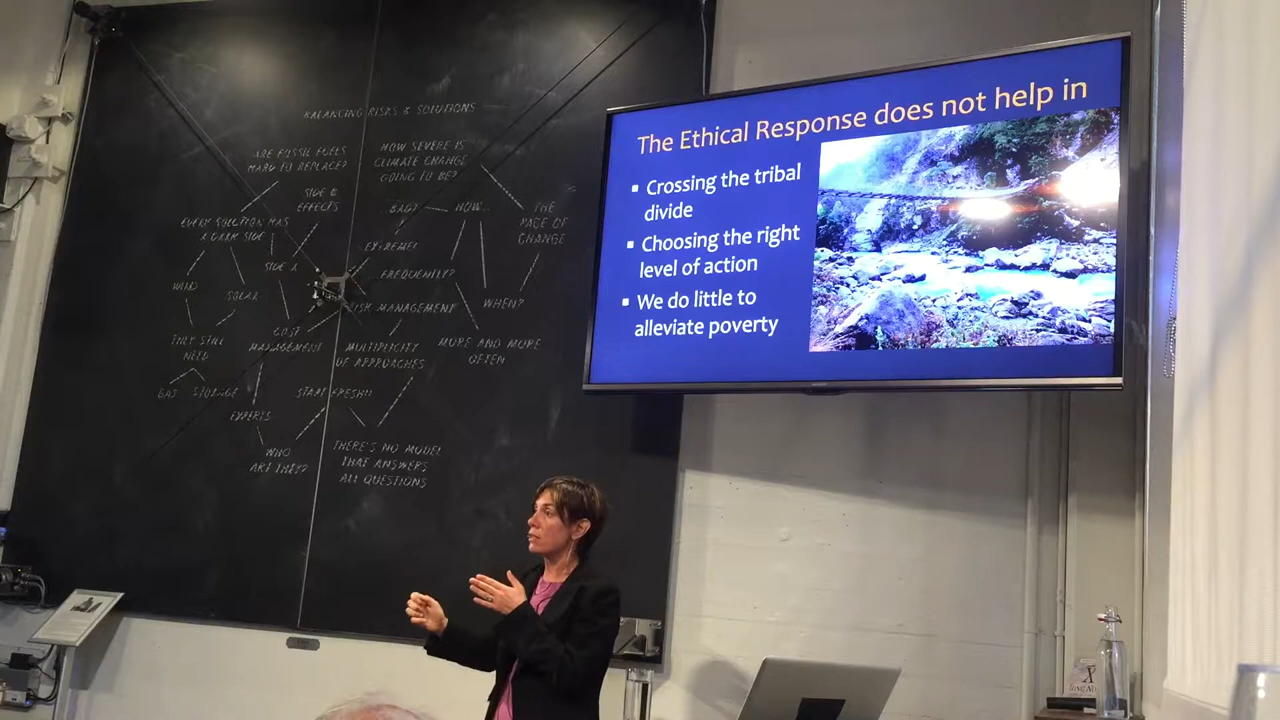 BALANCING RISKS & SOLUTIONS
ARE FOSSIL FUELS
HARD TO REPLACE?
HOW SEVERE IS
CLIMATE CHANGE
GOING TO BE?
SIDE
EFFECTS
EVERY SOLUTION HAS
A DARK SIDE
BAD?
HOW...
THE
PACE OF
CHANGE
EXTREME?
SIDE
FREQUENTLY?
WIND
SOLAR
RISK MANAGEMENT
WHEN?
COST
MANAGEMENT
THEY STILL
NEED
MULTIPLICITY
OF APPROACHES
MORE AND MORE
OFTEN
GAS STORAGE
START FRESH!!
EXPERTS
WHO
ARE THEY?
THERE'S NO MODEL
THAT ANSWERS
ALL QUESTIONS
The Ethical Response does not help in
▪ Crossing the tribal
divide
▪ Choosing the right
level of action
▪ We do little to
alleviate poverty